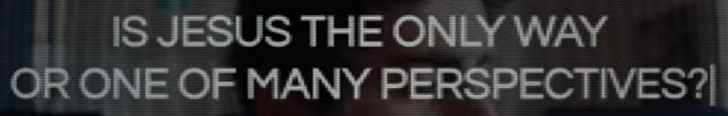 IS JESUS THE ONLY WAY
OR ONE OF MANY PERSPECTIVES?|